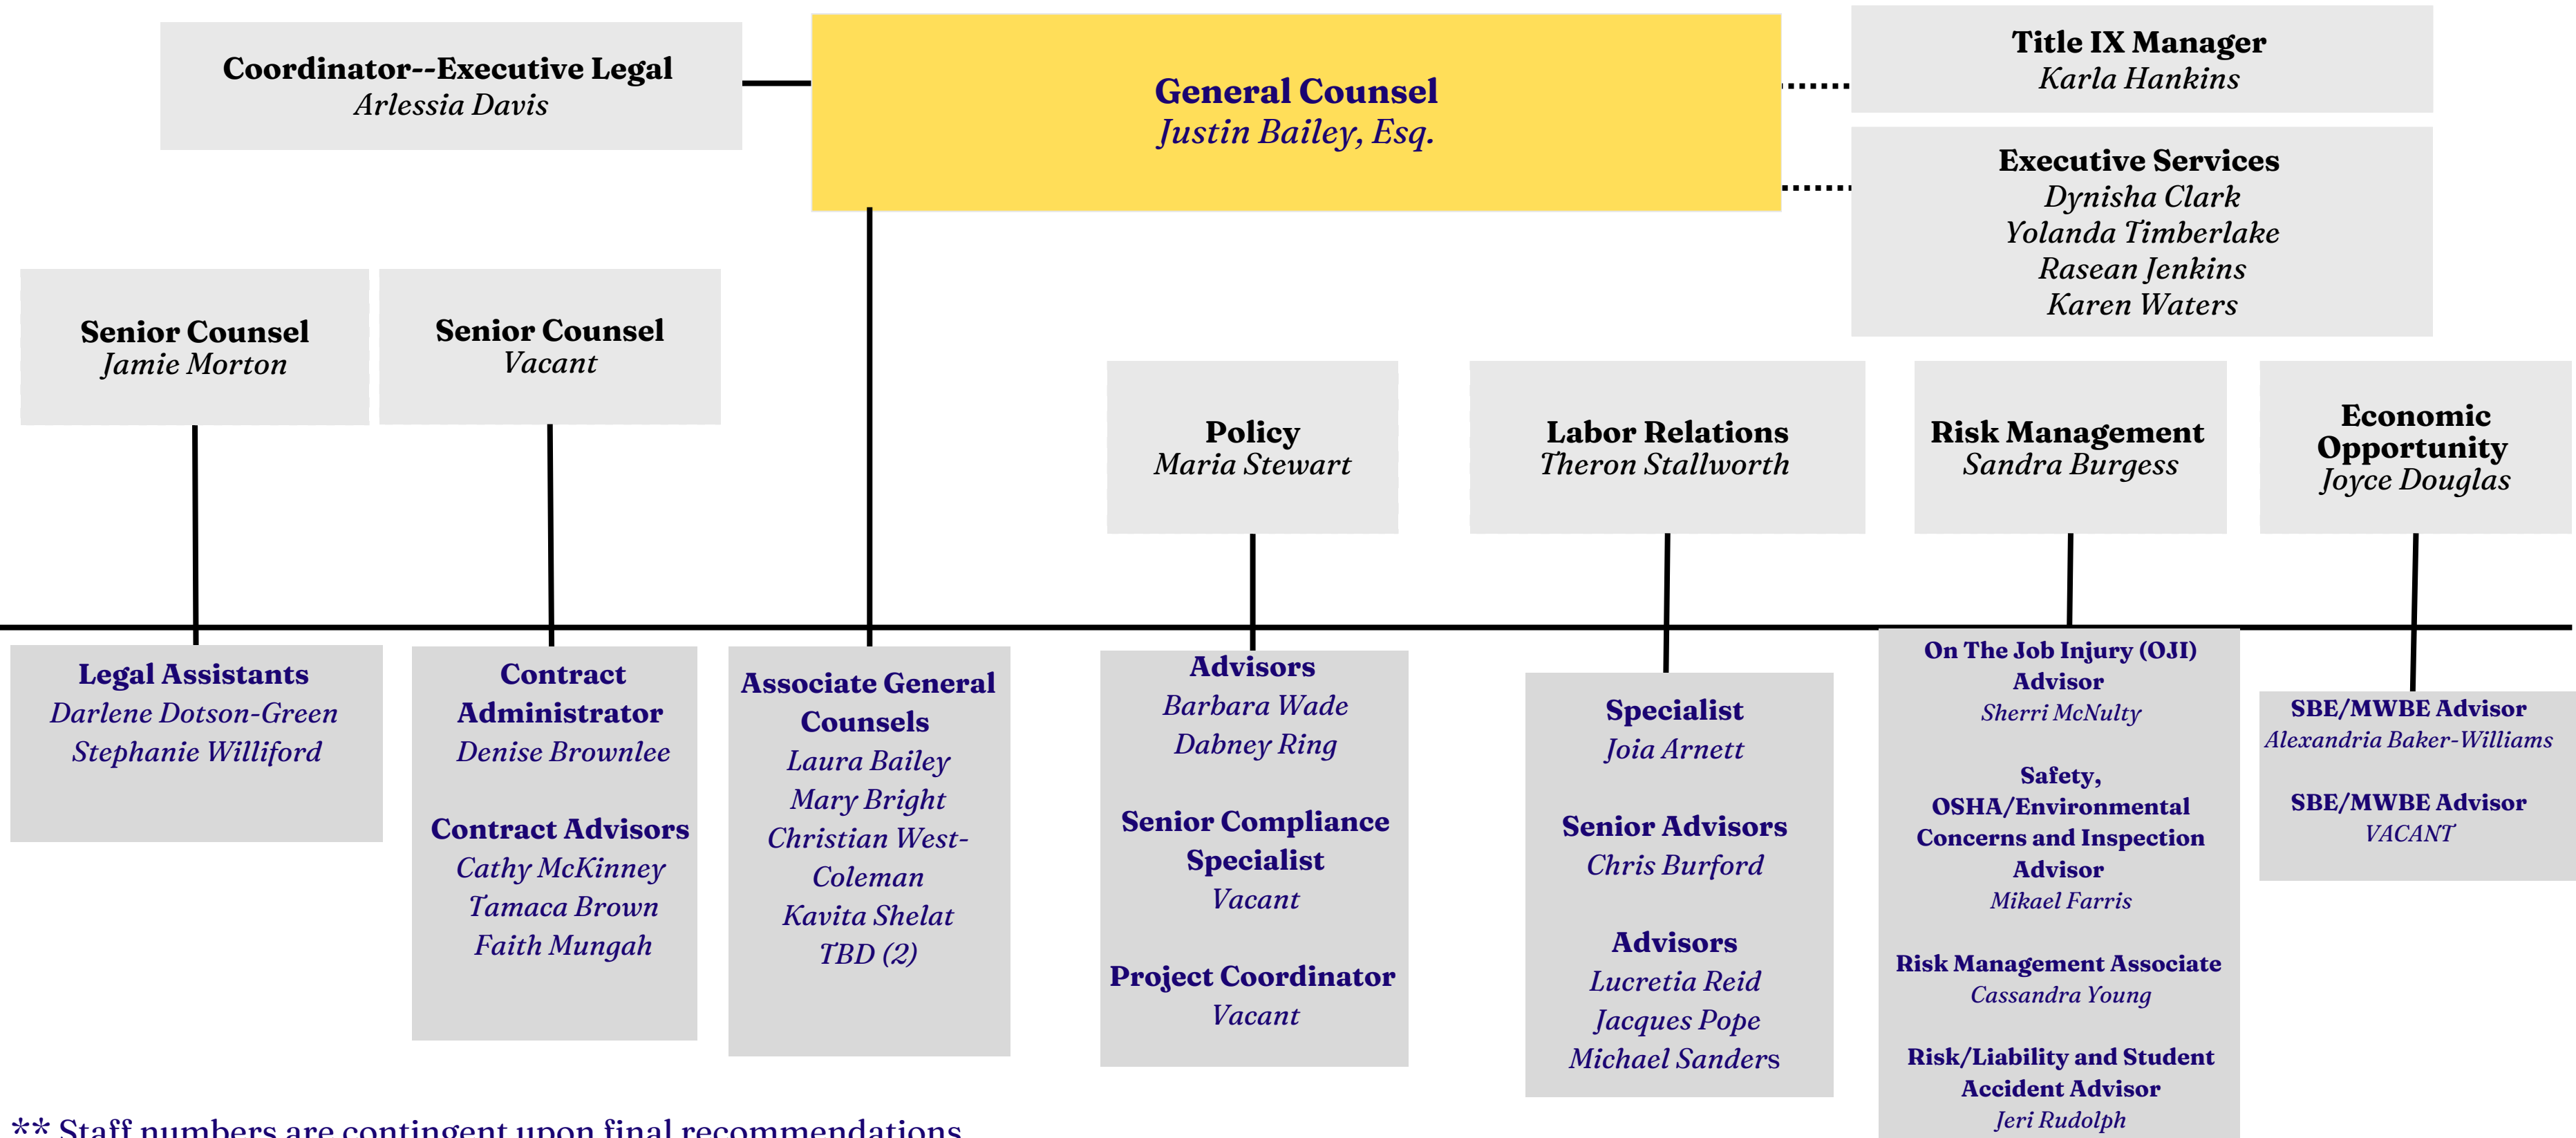 Coordinator--Executive Legal
Arlessia Davis
General Counsel
Justin Bailey, Esq.
Title IX Manager
Karla Hankins
Executive Services
Dynisha Clark
Yolanda Timberlake
Rasean Jenkins
Karen Waters
Senior Counsel
Jamie Morton
Senior Counsel
Vacant
Policy
Maria Stewart
Labor Relations
Theron Stallworth
Risk Management
Sandra Burgess
Economic
Opportunity
Joyce Douglas
Legal Assistants
Darlene Dotson-Green
Stephanie Williford
Contract
Administrator
Denise Brownlee
Contract Advisors
Cathy McKinney
Tamaca Brown
Faith Mungah
Associate General
Counsels
Laura Bailey
Mary Bright
Christian West-
Coleman
Kavita Shelat
TBD (2)
Advisors
Barbara Wade
Dabney Ring
Senior Compliance
Specialist
Vacant
Project Coordinator
Vacant
Specialist
Joia Arnett
Senior Advisors
Chris Burford
Advisors
Lucretia Reid
Jacques Pope
Michael Sanders
On The Job Injury (OJI)
Advisor
Sherri McNulty
Safety,
OSHA/Environmental
Concerns and Inspection
Advisor
Mikael Farris
Risk Management Associate
Cassandra Young
Risk/Liability and Student
Accident Advisor
Jeri Rudolph
SBE/MWBE Advisor
Alexandria Baker-Williams
SBE/MWBE Advisor
VACANT
** Staff numbers are contingent upon final recommendations